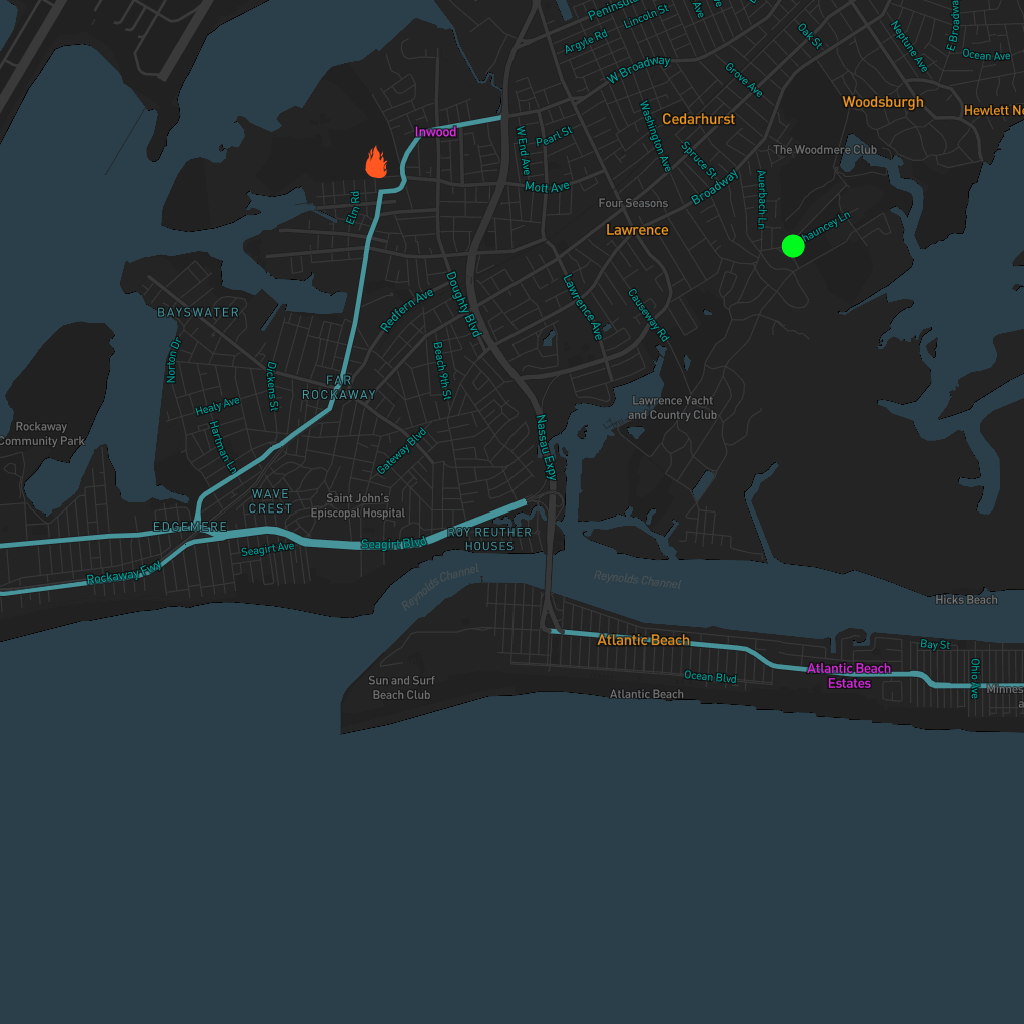 Peninsula
Lincoln St
Ave
Ave
Argyle Rd
Oak St
Neptune Ave
E Broadway
Ocean Ave
W Broadway
Grove Ave
Woodsburgh
Hewlett
Cedarhurst
Inwood
W End Ave
Pearl St
Washington Ave
Spruce St
The Woodmere Club
Mott Ave
Broadway
Auerbach Ln
Elm Rd
Four Seasons
Lawrence
Chauncey Ln
BAYSWATER
Redfern Ave
Doughty Blvd
Lawrence Ave
Causeway Rd
Norton Dr
Dickens St
FAR
ROCKAWAY
Beach 9th St
Healy Ave
Hartman Ln
Rockaway
Community Park
Gateway Blvd
Nassau Expy
Lawrence Yacht
and Country Club
WAVE
CREST
Saint John's
Episcopal Hospital
EDGEMERE
Seagirt Ave
Seagirt Blvd
ROY REUTHER
HOUSES
Rockaway Fwy
Reynolds Channel
Reynolds Channel
Hicks Beach
Atlantic Beach
Bay St
Sun and Surf
Beach Club
Ocean Blvd
Atlantic Beach
Atlantic Beach
Estates
Ohio Ave